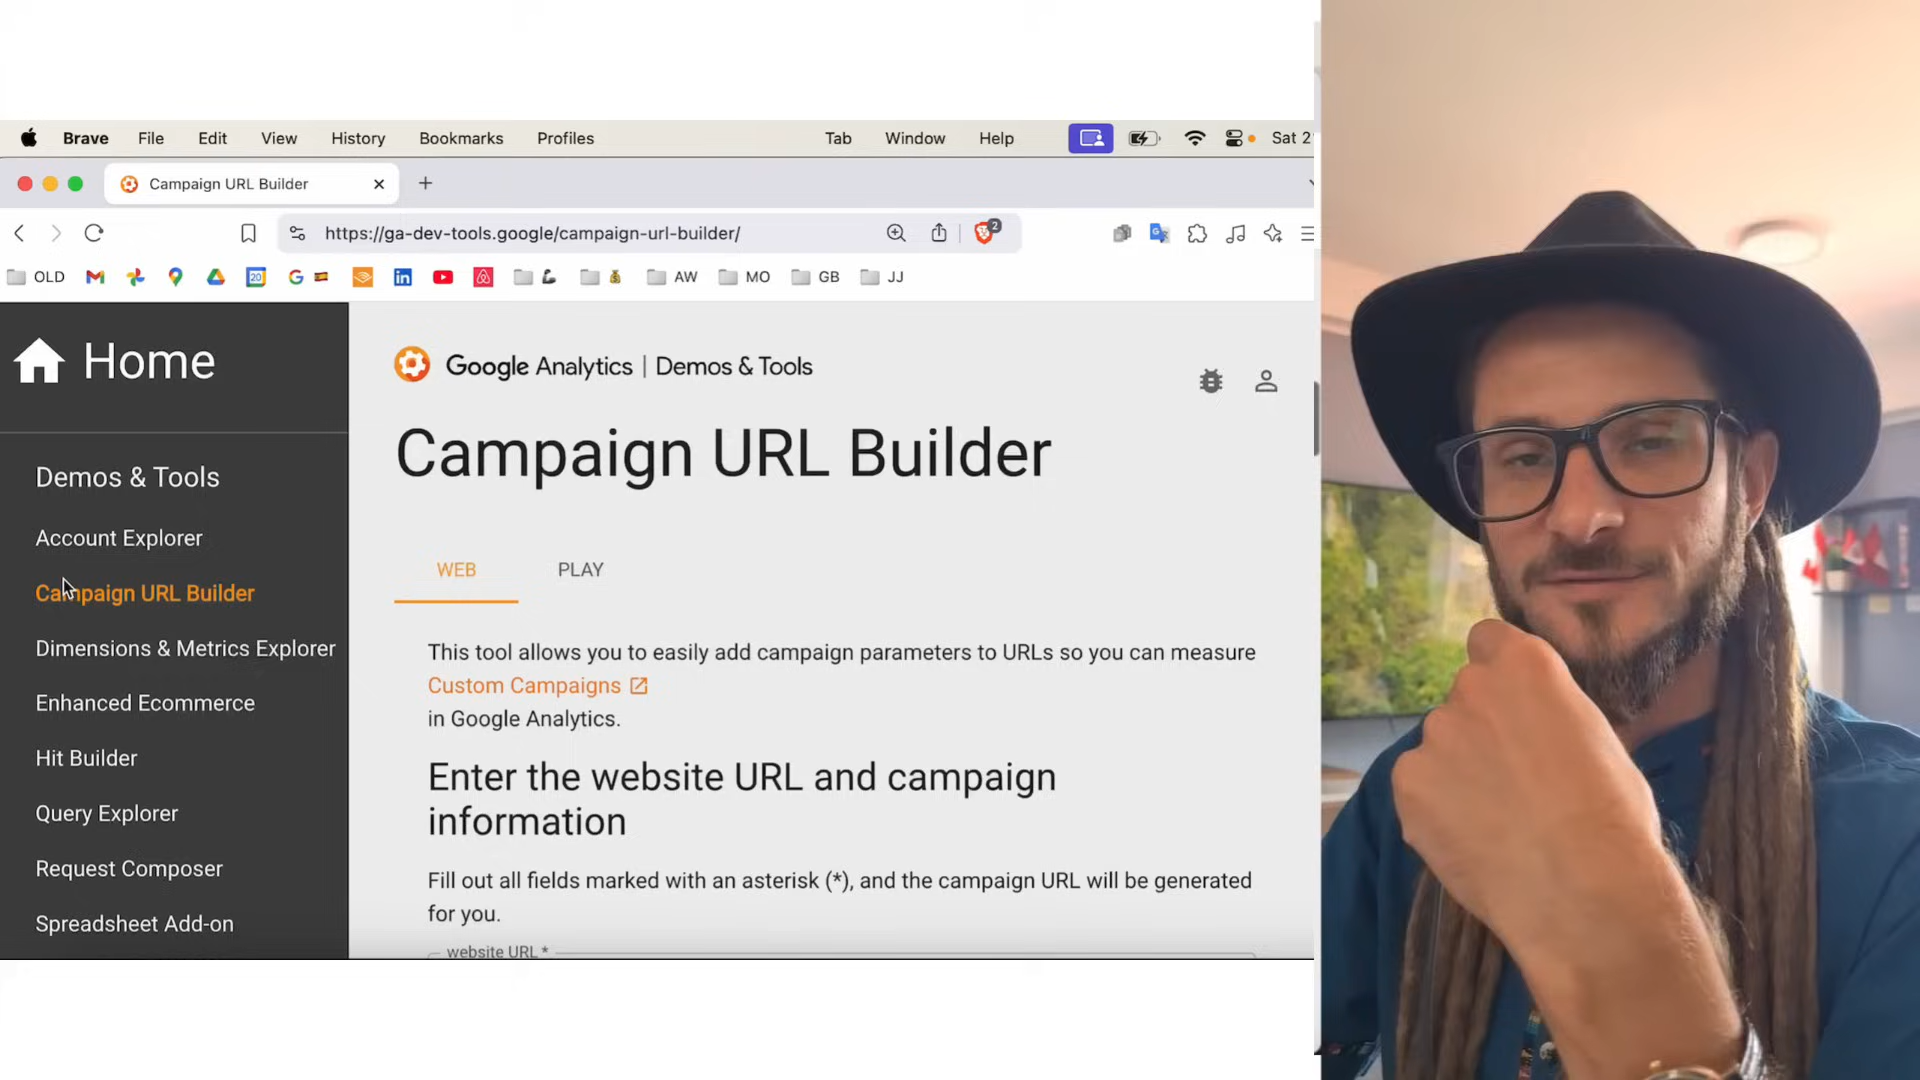 Brave File Edit View History Bookmarks Profiles Tab Window Help Sat 2
Campaign URL Builder
https://ga-dev-tools.google/campaign-url-builder/
2
OLD 20 AW MO GB JJ
Home
Demos & Tools
Account Explorer
Campaign URL Builder
Dimensions & Metrics Explorer
Enhanced Ecommerce
Hit Builder
Query Explorer
Request Composer
Spreadsheet Add-on
Google Analytics | Demos & Tools
Campaign URL Builder
WEB PLAY
This tool allows you to easily add campaign parameters to URLs so you can measure
Custom Campaigns
in Google Analytics.
Enter the website URL and campaign
information
Fill out all fields marked with an asterisk (*), and the campaign URL will be generated
for you.
website URL *